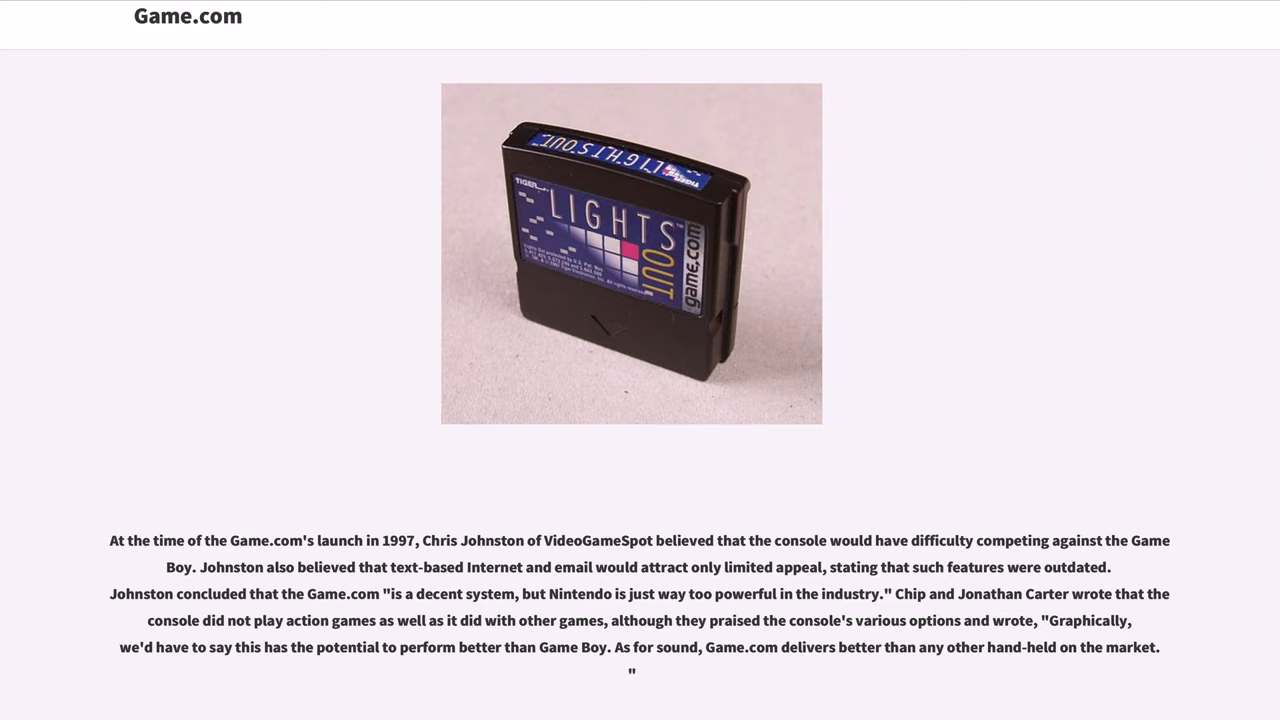 Game.com
LIGHTS OUT
TIGER
TIGER
LIGHTS
OUT
game.com
At the time of the Game.com's launch in 1997, Chris Johnston of VideoGameSpot believed that the console would have difficulty competing against the Game
Boy. Johnston also believed that text-based Internet and email would attract only limited appeal, stating that such features were outdated.
Johnston concluded that the Game.com "is a decent system, but Nintendo is just way too powerful in the industry." Chip and Jonathan Carter wrote that the
console did not play action games as well as it did with other games, although they praised the console's various options and wrote, "Graphically,
we'd have to say this has the potential to perform better than Game Boy. As for sound, Game.com delivers better than any other hand-held on the market.
"